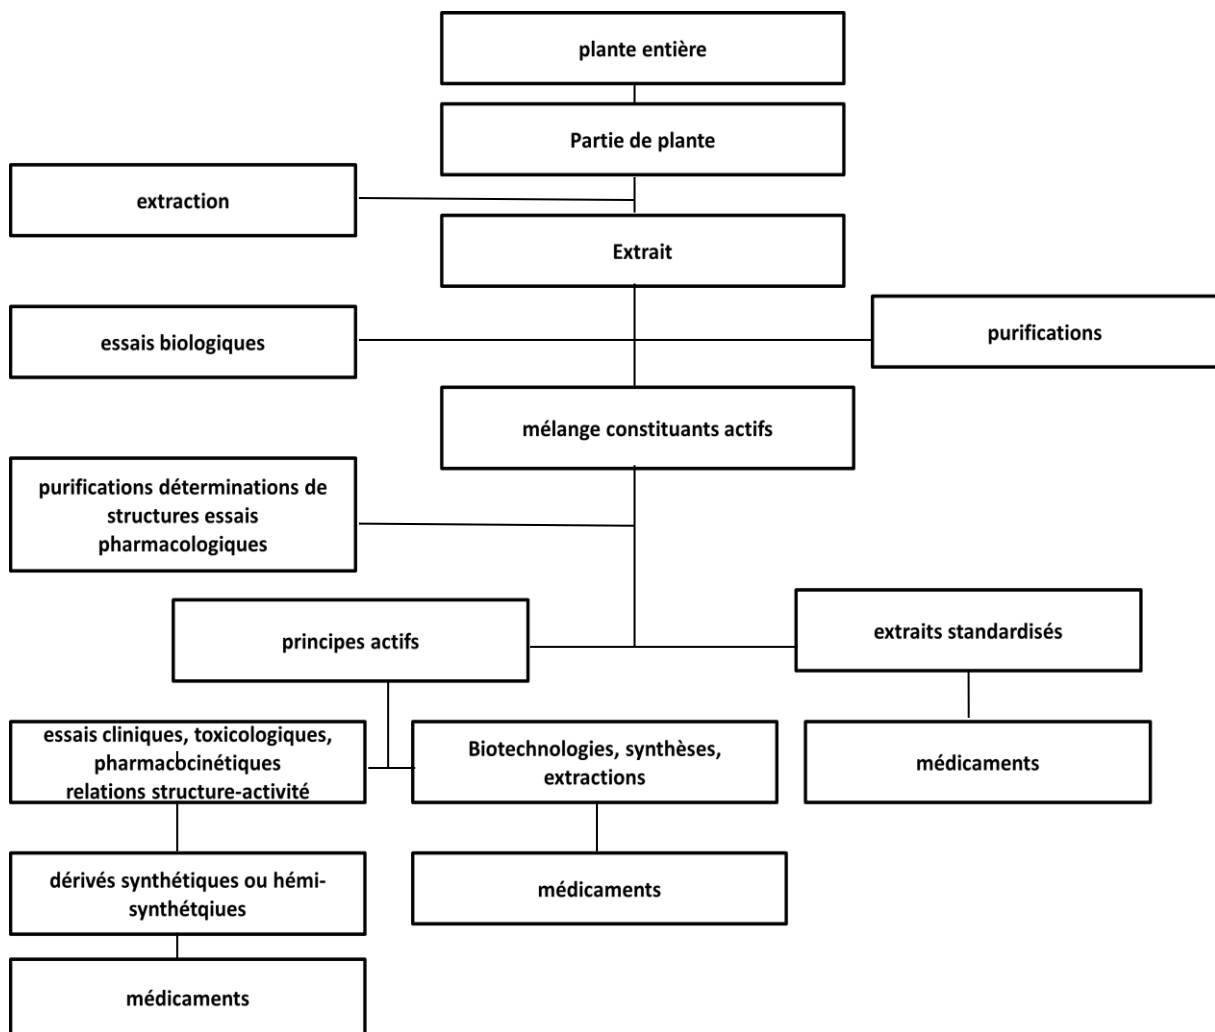 plante entière
Partie de plante
extraction
Extrait
essais biologiques
purifications
mélange constituants actifs
purifications déterminations de
structures essais
pharmacologiques
principes actifs
extraits standardisés
essais cliniques, toxicologiques,
pharmacocinétiques
relations structure-activité
Biotechnologies, synthèses,
extractions
médicaments
dérivés synthétiques ou hémi-
synthétqiues
médicaments
médicaments